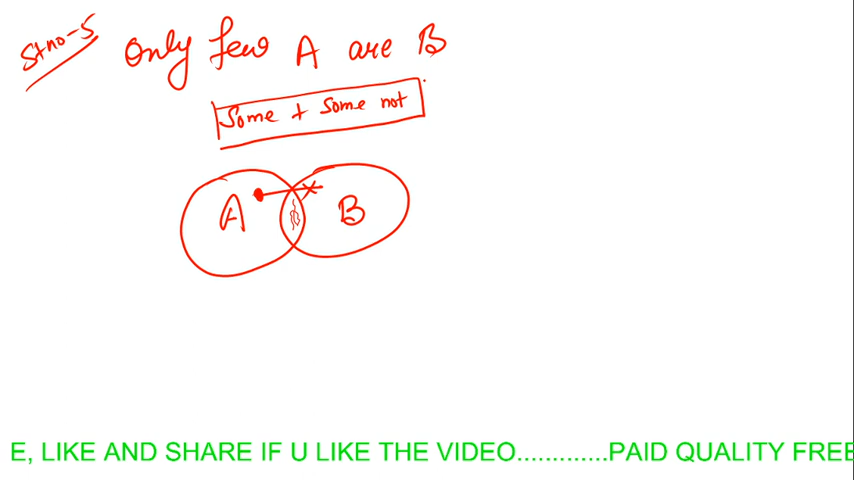 Stno-5
Only few A are B
Some + Some not
A B
E, LIKE AND SHARE IF U LIKE THE VIDEO.............PAID QUALITY FREE